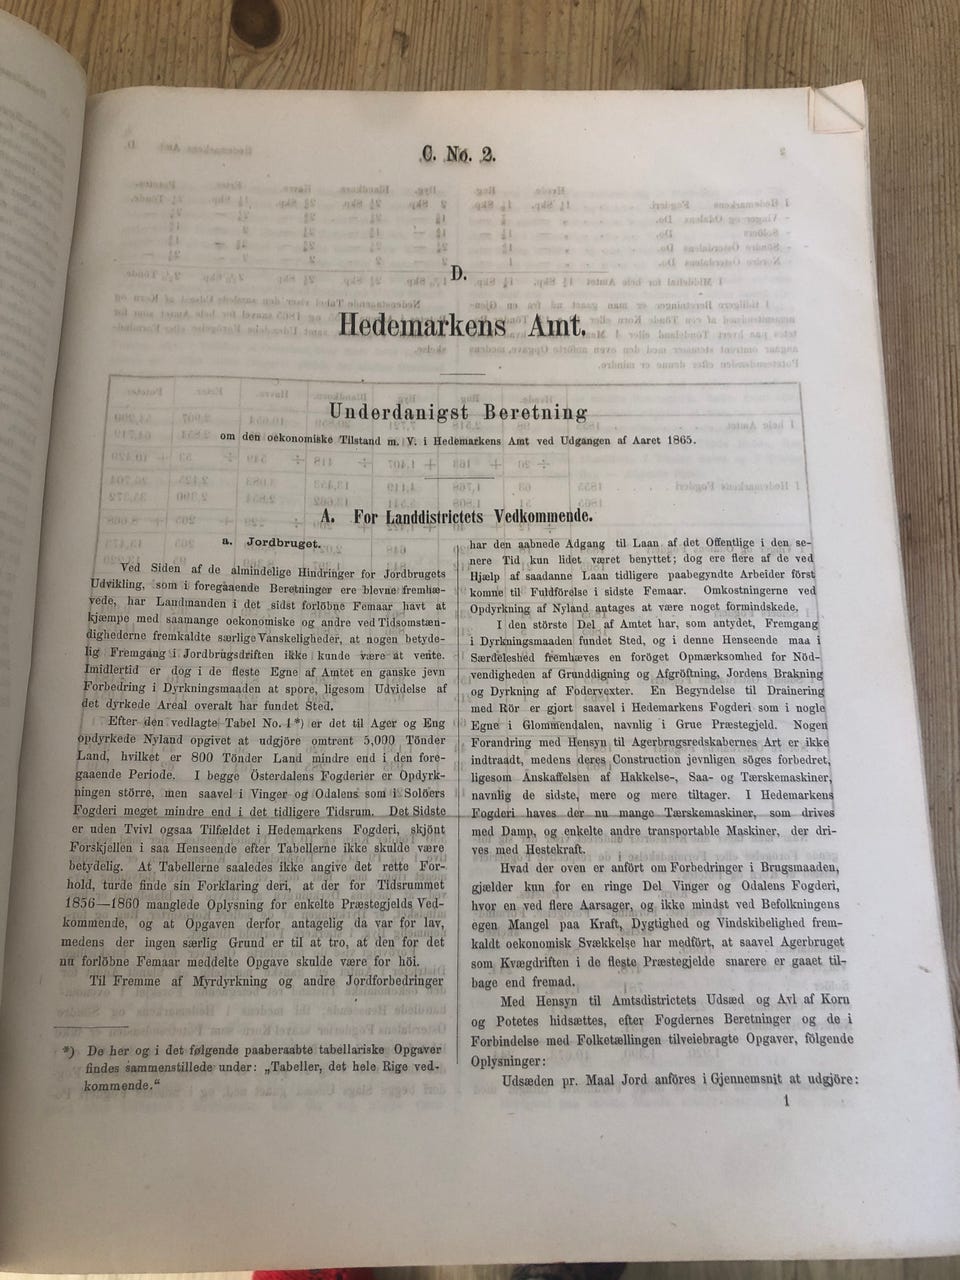 C. No. 2.
D.
Hedemarkens Amt.
Underdanigst Beretning
om den oekonomiske Tilstand m. V. i Hedemarkens Amt ved Udgangen af Aaret 1865.
A. For Landdistrictets Vedkommende.
a. Jordbruget.
Ved Siden af de almindelige Hindringer for Jordbrugets
Udvikling, som i foregaaende Beretninger ere blevne fremhæ-
vede, har Landmanden i det sidst forlöbne Femaar havt at
kjæmpe med saamange oekonomiske og andre ved Tidsomstæn-
dighederne fremkaldte særlige Vanskeligheder, at nogen betyde-
lig Fremgang i Jordbrugsdriften ikke kunde være at vente.
Imidlertid er dog i de fleste Egne af Amtet en ganske jevn
Forbedring i Dyrkningsmaaden at spore, ligesom Udvidelse af
det dyrkede Areal overalt har fundet Sted.
Efter den vedlagte Tabel No. 1*) er det til Ager og Eng
opdyrkede Nyland opgivet at udgjöre omtrent 5,000 Tönder
Land, hvilket er 800 Tönder Land mindre end i den fore-
gaaende Periode. I begge Österdalens Fogderier er Opdyrk-
ningen större, men saavel i Vinger og Odalens som i Solöers
Fogderi meget mindre end i det tidligere Tidsrum. Det Sidste
er uden Tvivl ogsaa Tilfældet i Hedemarkens Fogderi, skjönt
Forskjellen i saa Henseende efter Tabellerne ikke skulde være
betydelig. At Tabellerne saaledes ikke angive det rette For-
hold, turde finde sin Forklaring deri, at der for Tidsrummet
1856—1860 manglede Oplysning for enkelte Præstegjelds Ved-
kommende, og at Opgaven derfor antagelig da var for lav,
medens der ingen særlig Grund er til at tro, at den for det
nu forlöbne Femaar meddelte Opgave skulde være for höi.
Til Fremme af Myrdyrkning og andre Jordforbedringer
*) De her og i det følgende paaberaabte tabellariske Opgaver
findes sammenstillede under: „Tabeller, det hele Rige ved-
kommende.“
har den aabnede Adgang til Laan af det Offentlige i den se-
nere Tid kun lidet været benyttet; dog ere flere af de ved
Hjælp af saadanne Laan tidligere paabegyndte Arbeider först
komne til Fuldförelse i sidste Femaar. Omkostningerne ved
Opdyrkning af Nyland antages at være noget formindskede.
I den störste Del af Amtet har, som antydet, Fremgang
i Dyrkningsmaaden fundet Sted, og i denne Henseende maa i
Særdeleshed fremhæves en foröget Opmærksomhed for Nöd-
vendigheden af Grunddigning og Afgröftning, Jordens Brakning
og Dyrkning af Fodervexter. En Begyndelse til Drainering
med Rör er gjort saavel i Hedemarkens Fogderi som i nogle
Egne i Glommendalen, navnlig i Grue Præstegjeld. Nogen
Forandring med Hensyn til Agerbrugsredskabernes Art er ikke
indtraadt, medens deres Construction jevnligen söges forbedret,
ligesom Anskaffelsen af Hakkelse-, Saa- og Tærskemaskiner,
navnlig de sidste, mere og mere tiltager. I Hedemarkens
Fogderi haves der nu mange Tærskemaskiner, som drives
med Damp, og enkelte andre transportable Maskiner, der dri-
ves med Hestekraft.
Hvad der oven er anfört om Forbedringer i Brugsmaaden,
gjælder kun for en ringe Del Vinger og Odalens Fogderi,
hvor en ved flere Aarsager, og ikke mindst ved Befolkningens
egen Mangel paa Kraft, Dygtighed og Vindskibelighed frem-
kaldt oekonomisk Svækkelse har medfört, at saavel Agerbruget
som Kvægdriften i de fleste Præstegjelde snarere er gaaet til-
bage end fremad.
Med Hensyn til Amtsdistrictets Udsæd og Avl af Korn
og Potetes hidsættes, efter Fogdernes Beretninger og de i
Forbindelse med Folketællingen tilveiebragte Opgaver, fölgende
Oplysninger:
Udsæden pr. Maal Jord anföres i Gjennemsnit at udgjöre:
1